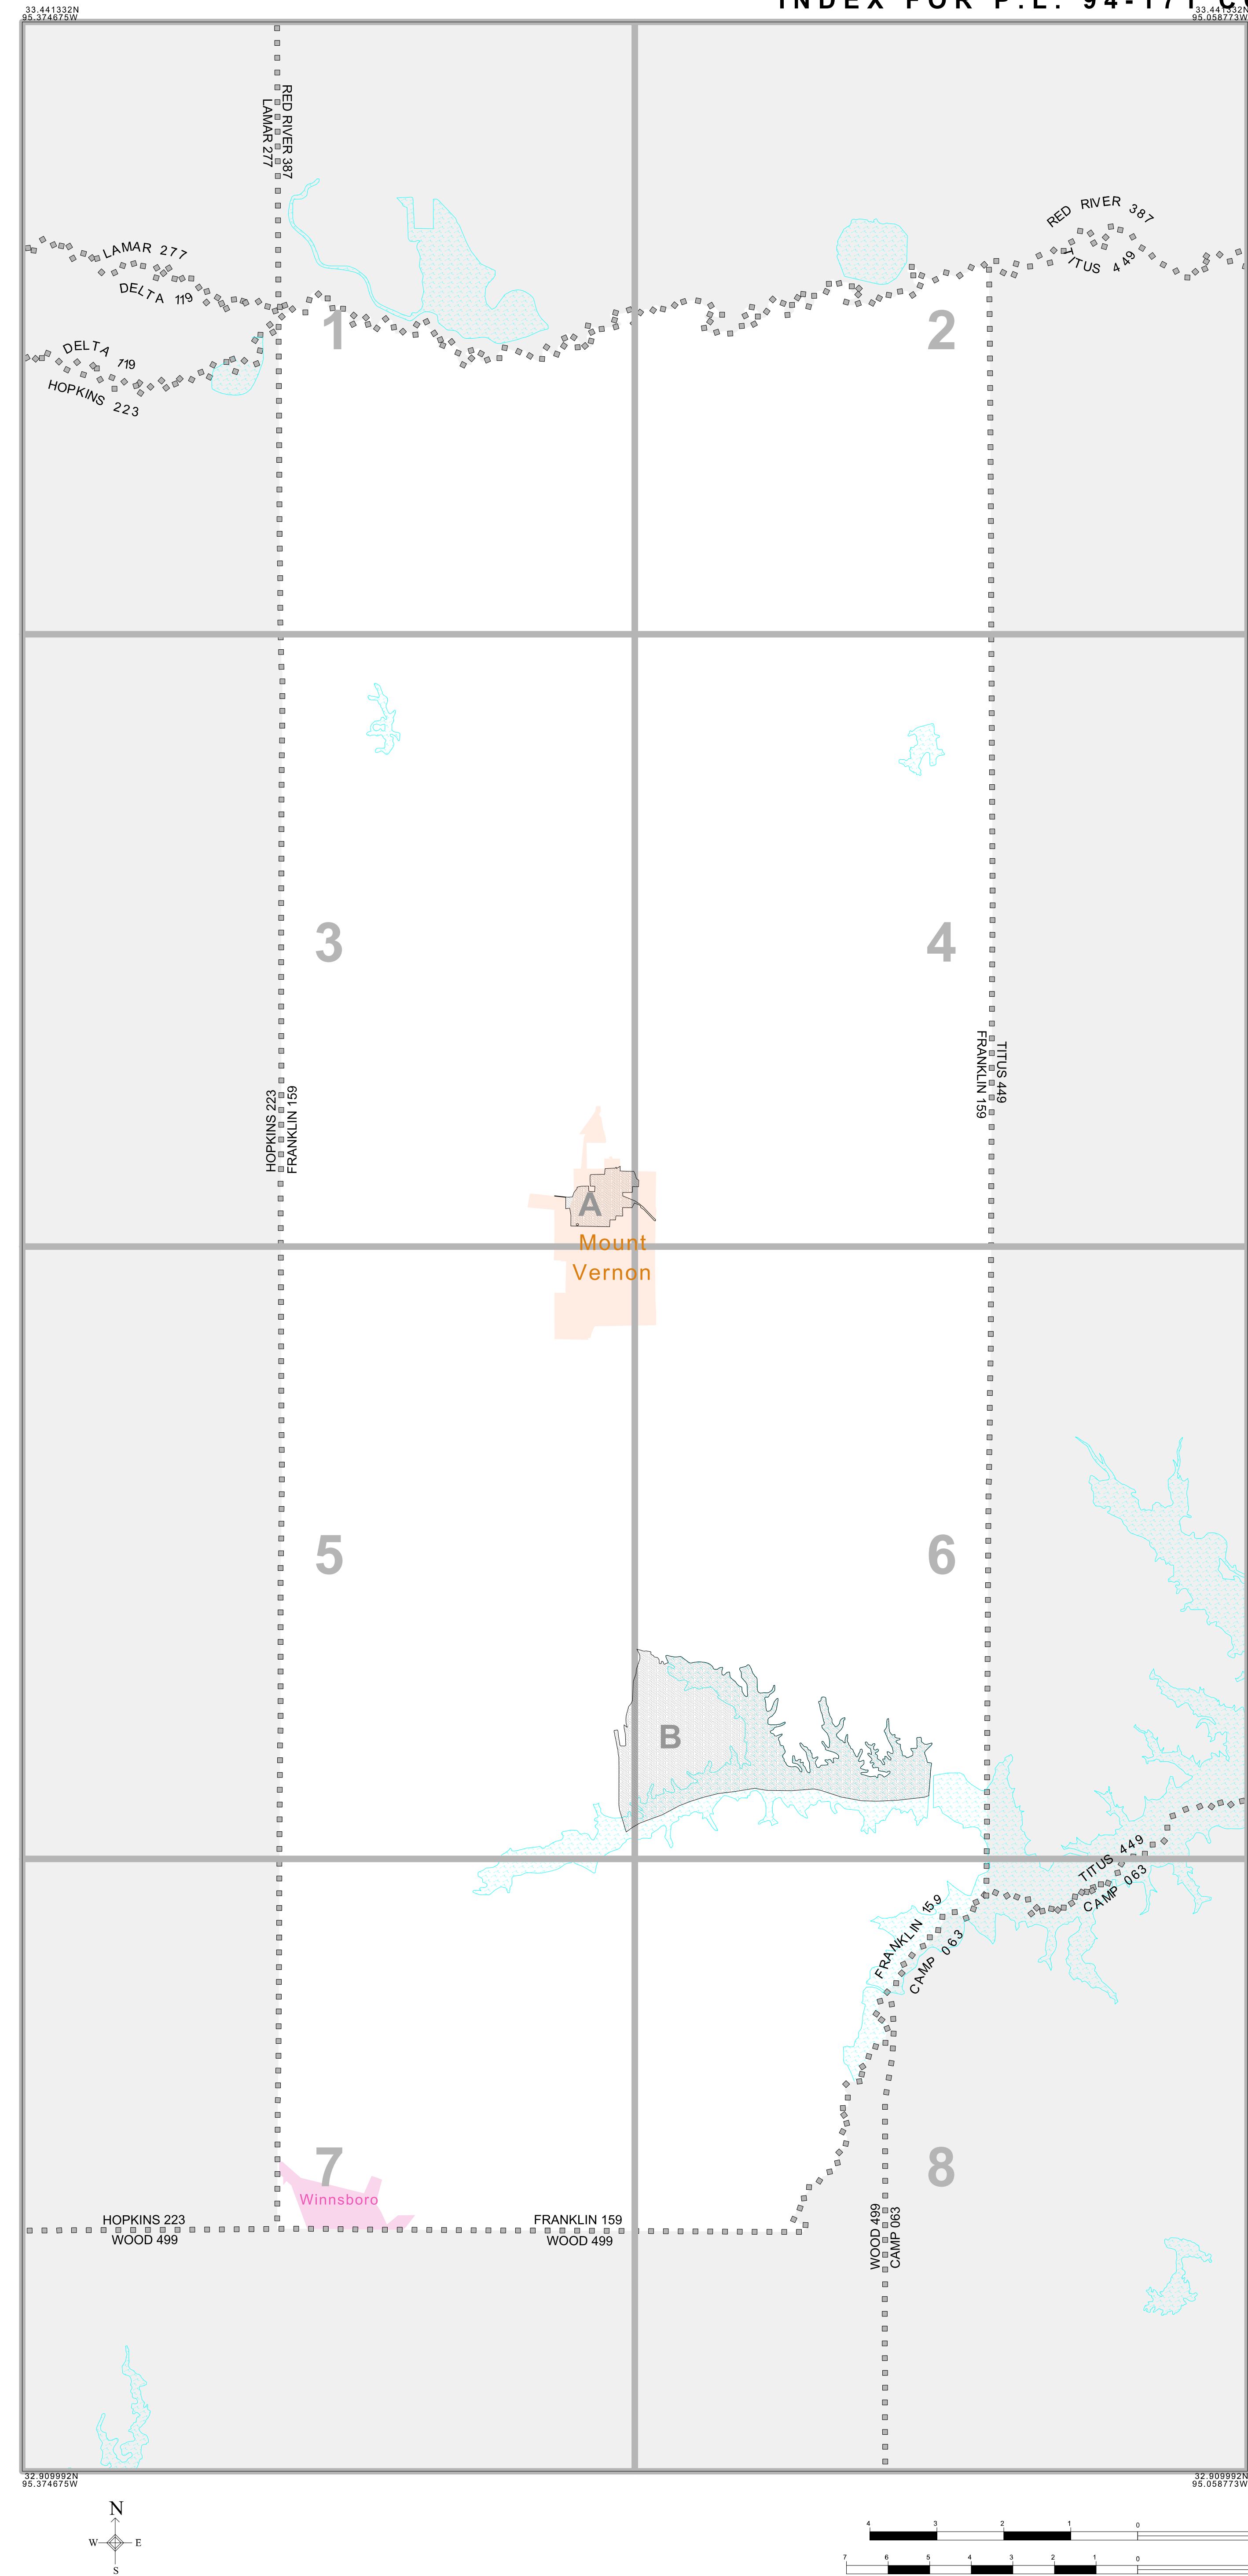 INDEX FOR P.L. 94-171
33.441332N
95.374675W
33.441332N
95.058773W
RED RIVER 387
LAMAR 277
RED RIVER 387
TITUS 449
LAMAR 277
DELTA 119
DELTA 119
HOPKINS 223
1
2
3
4
HOPKINS 223
FRANKLIN 159
FRANKLIN 159
TITUS 449
A
Mount
Vernon
5
6
B
TITUS 449
CAMP 063
FRANKLIN 159
CAMP 063
7
8
Winnsboro
HOPKINS 223
WOOD 499
FRANKLIN 159
WOOD 499
WOOD 499
CAMP 063
32.909992N
95.374675W
32.909992N
95.058773W
N
W E
S
4 3 2 1 0
7 6 5 4 3 2 1 0